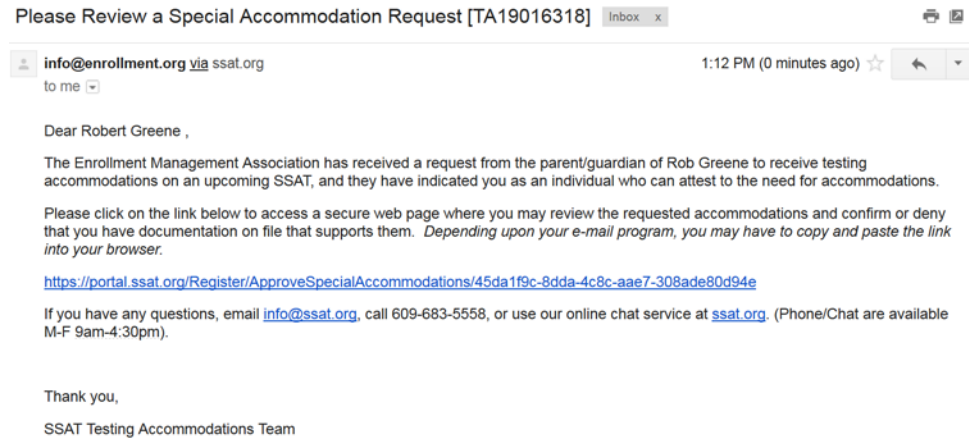 Please Review a Special Accommodation Request [TA19016318] Inbox x
info@enrollment.org via ssat.org 1:12 PM (0 minutes ago)
to me
Dear Robert Greene ,
The Enrollment Management Association has received a request from the parent/guardian of Rob Greene to receive testing
accommodations on an upcoming SSAT, and they have indicated you as an individual who can attest to the need for accommodations.
Please click on the link below to access a secure web page where you may review the requested accommodations and confirm or deny
that you have documentation on file that supports them. Depending upon your e-mail program, you may have to copy and paste the link
into your browser.
https://portal.ssat.org/Register/ApproveSpecialAccommodations/45da1f9c-8dda-4c8c-aae7-308ade80d94e
If you have any questions, email info@ssat.org, call 609-683-5558, or use our online chat service at ssat.org. (Phone/Chat are available
M-F 9am-4:30pm).
Thank you,
SSAT Testing Accommodations Team